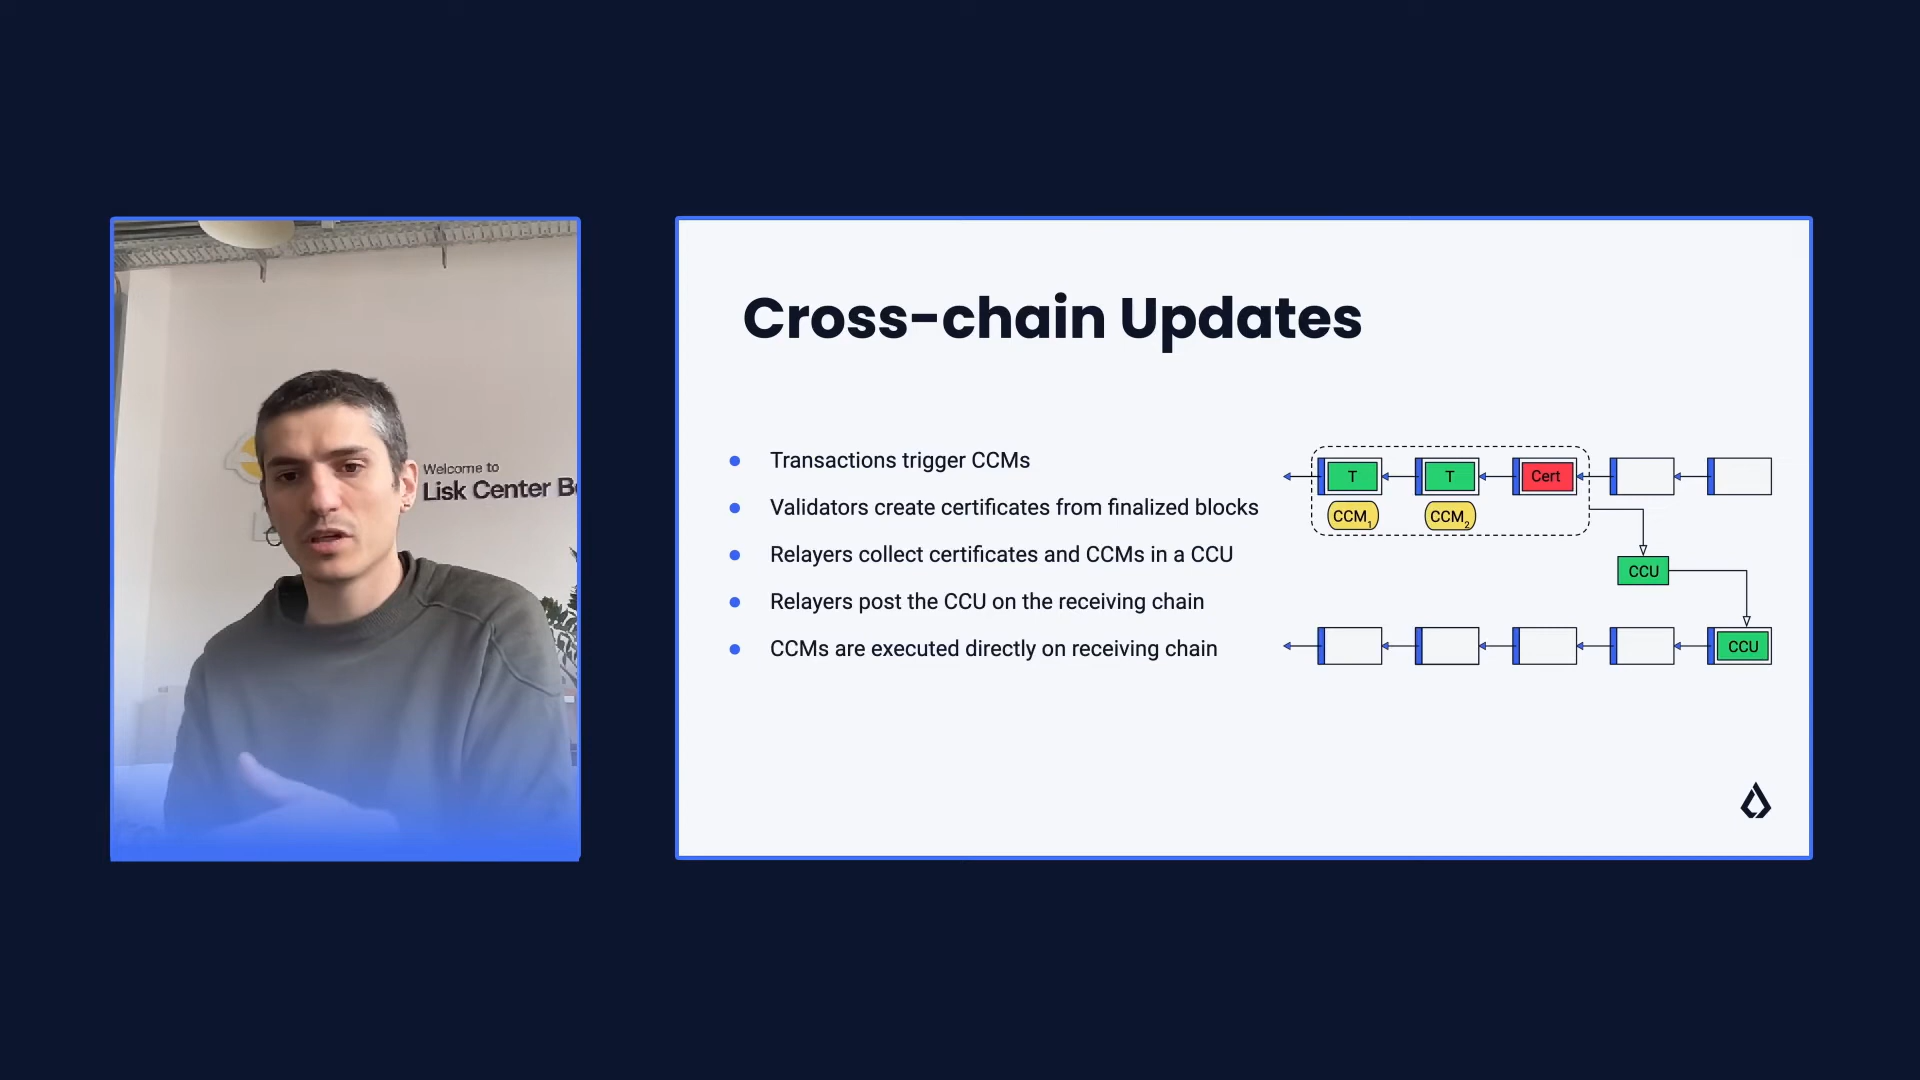 Welcome to
Lisk Center
Cross-chain Updates
Transactions trigger CCMs
Validators create certificates from finalized blocks
Relayers collect certificates and CCMs in a CCU
Relayers post the CCU on the receiving chain
CCMs are executed directly on receiving chain
T T Cert
CCM1 CCM2
CCU
CCU